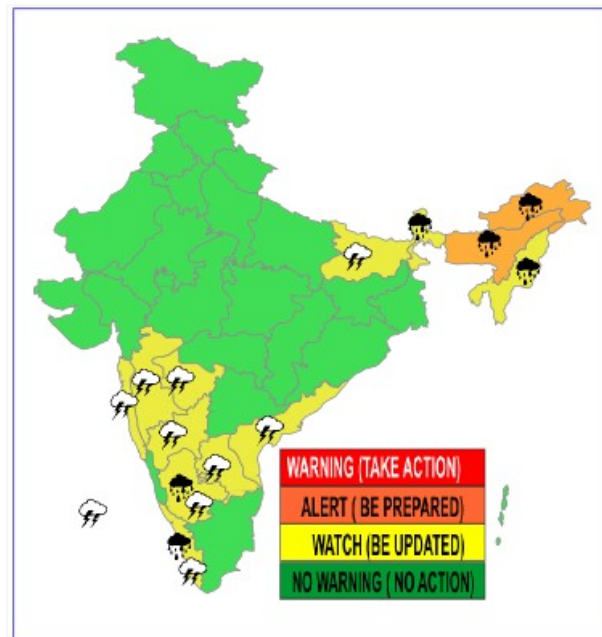 WARNING (TAKE ACTION)
ALERT ( BE PREPARED)
WATCH (BE UPDATED)
NO WARNING ( NO ACTION)